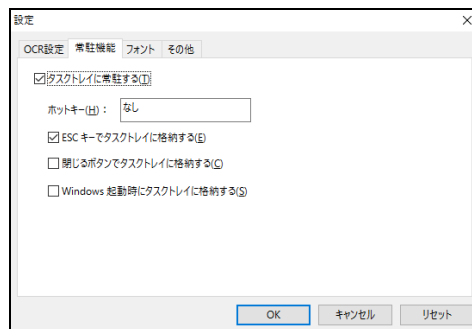 設定
OCR設定 常駐機能 フォント その他
タスクトレイに常駐する(T)
ホットキー(H)： なし
ESC キーでタスクトレイに格納する(E)
閉じるボタンでタスクトレイに格納する(C)
Windows 起動時にタスクトレイに格納する(S)
OK キャンセル リセット